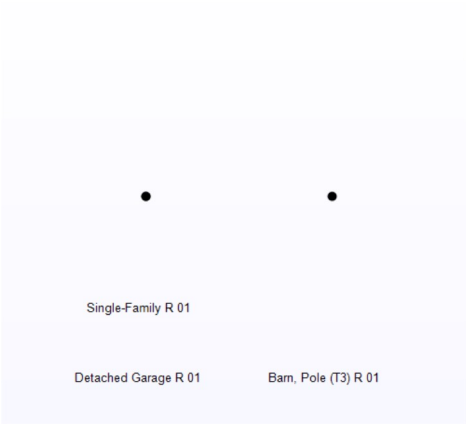 Single-Family R 01
Detached Garage R 01
Barn, Pole (T3) R 01